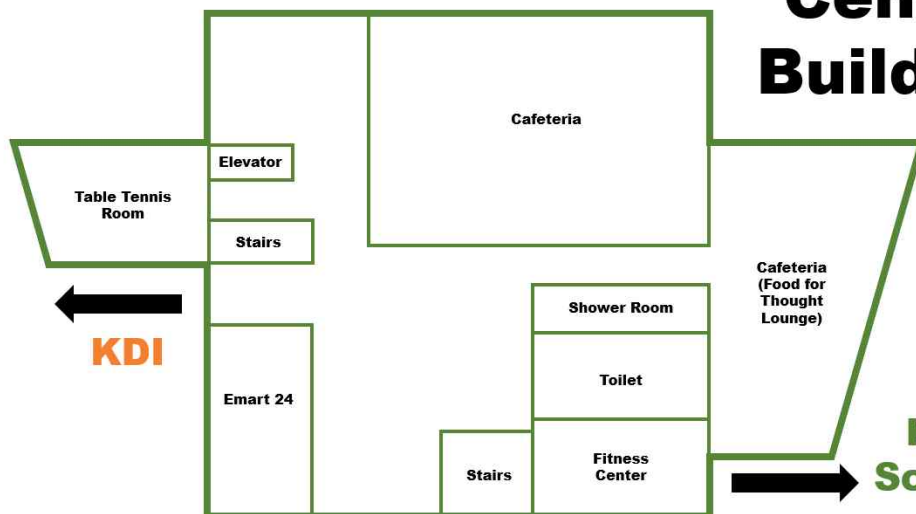 Build
Cafeteria
Elevator
Table Tennis
Room
Stairs
Cafeteria
(Food for
Thought
Lounge)
Shower Room
KDI
Toilet
Emart 24
Fitness
Center
Stairs